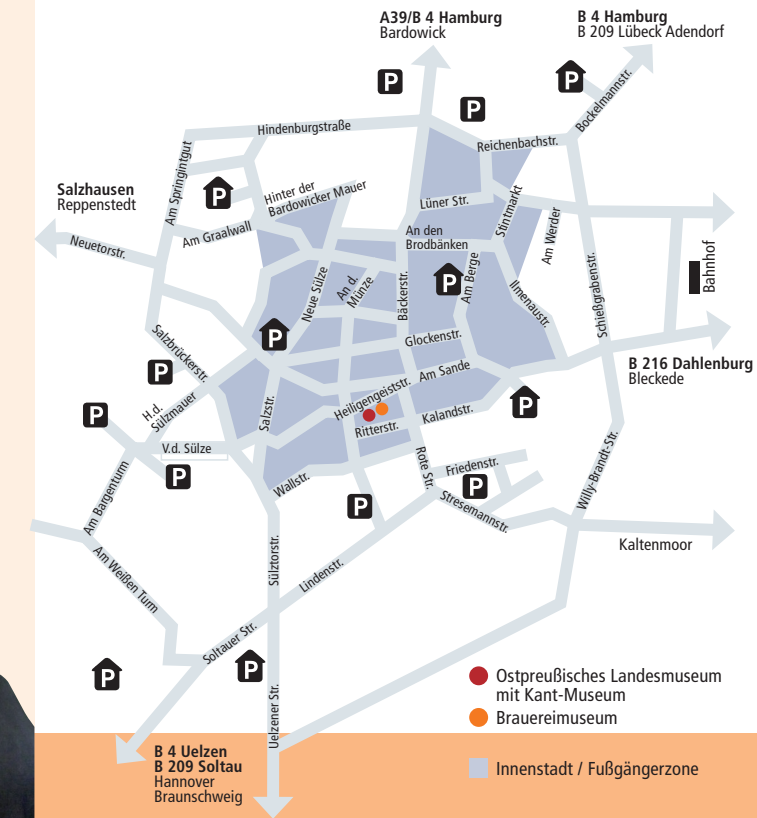 A39/B 4 Hamburg
Bardowick
B 4 Hamburg
B 209 Lübeck Adendorf
P
P
P
Bockelmannstr.
Hindenburgstraße
Reichenbachstr.
Am Springintgut
Salzhausen
Reppenstedt
P
Hinter der
Bardowicker Mauer
Lüner Str.
Stintmarkt
Am Werder
Neuetorstr.
Am Graalwall
An den
Brodbänken
Bahnhof
Neue Sülze
An d.
Münze
Bäckerstr.
P
Am Berge
Ilmenaustr.
Schießgrabenstr.
Salzbrückerstr.
P
Glockenstr.
B 216 Dahlenburg
Bleckede
P
Am Sande
Heiligengeiststr.
P
H.d.
Sülzmauer
P
Salzstr.
Ritterstr.
Kalandstr.
V.d. Sülze
P
Wallstr.
Rote Str.
Friedenstr.
P
P
Stresemannstr.
Willy-Brandt-Str.
Am Bargenturm
Kaltenmoor
Am Weißen Turm
Sülztorstr.
Lindenstr.
Soltauer Str.
P
P
Uelzener Str.
Ostpreußisches Landesmuseum
mit Kant-Museum
Brauereimuseum
B 4 Uelzen
B 209 Soltau
Hannover
Braunschweig
Innenstadt / Fußgängerzone